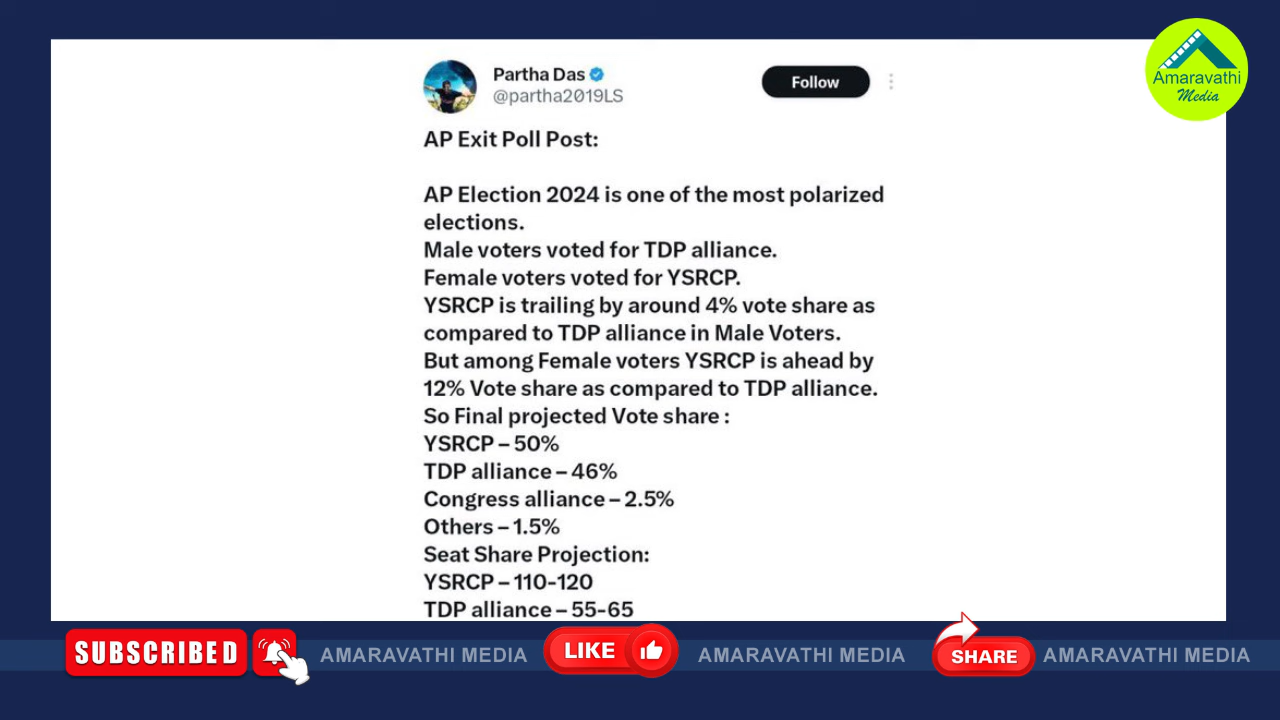 Partha Das
@partha2019LS
Follow
Amaravathi
Media
AP Exit Poll Post:
AP Election 2024 is one of the most polarized
elections.
Male voters voted for TDP alliance.
Female voters voted for YSRCP.
YSRCP is trailing by around 4% vote share as
compared to TDP alliance in Male Voters.
But among Female voters YSRCP is ahead by
12% Vote share as compared to TDP alliance.
So Final projected Vote share :
YSRCP – 50%
TDP alliance – 46%
Congress alliance – 2.5%
Others – 1.5%
Seat Share Projection:
YSRCP – 110-120
TDP alliance – 55-65
SUBSCRIBED
AMARAVATHI MEDIA
LIKE
AMARAVATHI MEDIA
SHARE
AMARAVATHI MEDIA